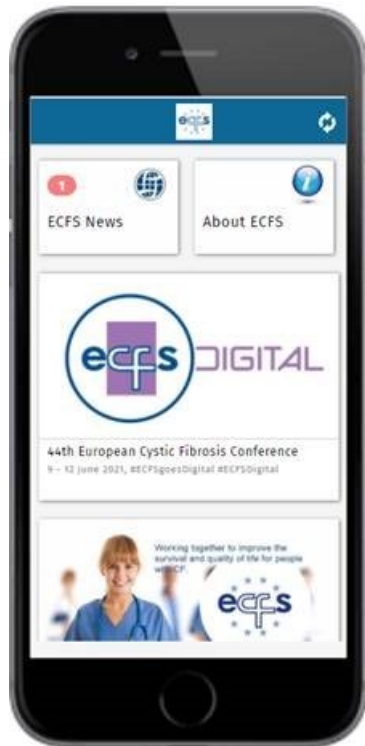 ecfs
1
ECFS News
About ECFS
ecfs DIGITAL
44th European Cystic Fibrosis Conference
9 – 12 June 2021, #ECFSgoesDigital #ECFSDigital
Working together to improve the
survival and quality of life for people
with CF.
ecfs